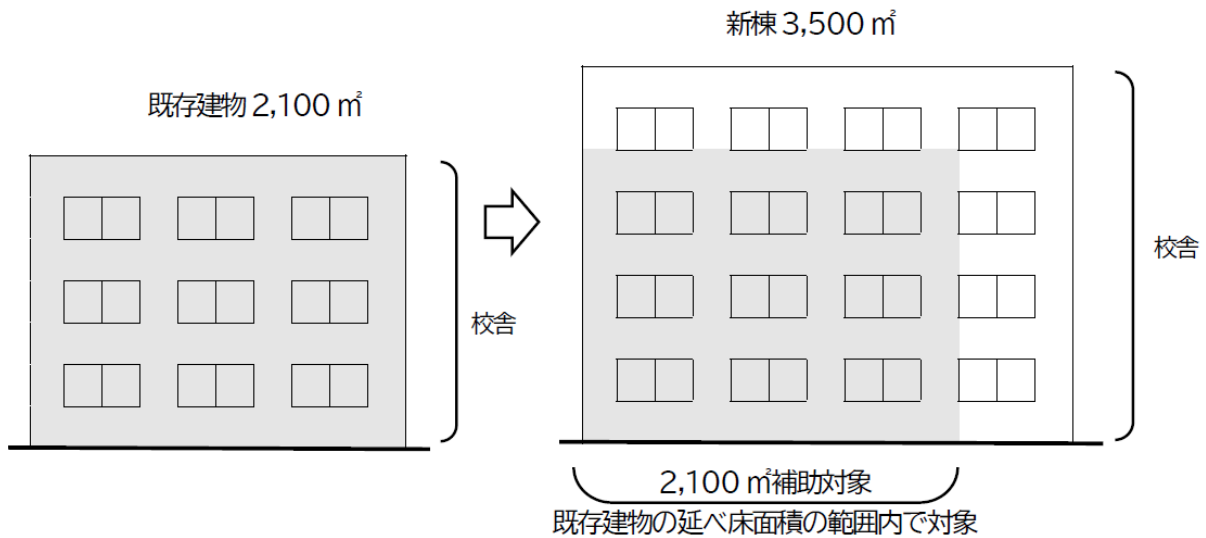 既存建物 2,100 ㎡
校舎
新棟 3,500 ㎡
校舎
2,100 ㎡補助対象
既存建物の延べ床面積の範囲内で対象